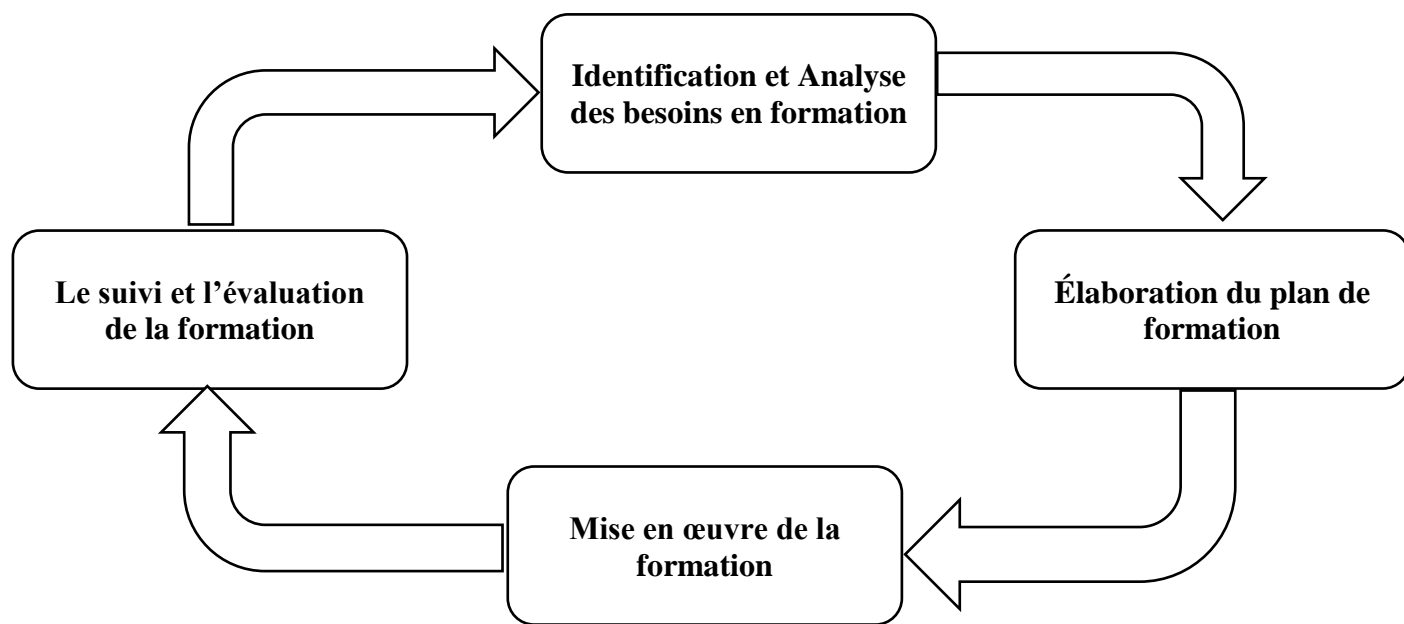 Identification et Analyse
des besoins en formation
Le suivi et l’évaluation
de la formation
Élaboration du plan de
formation
Mise en œuvre de la
formation